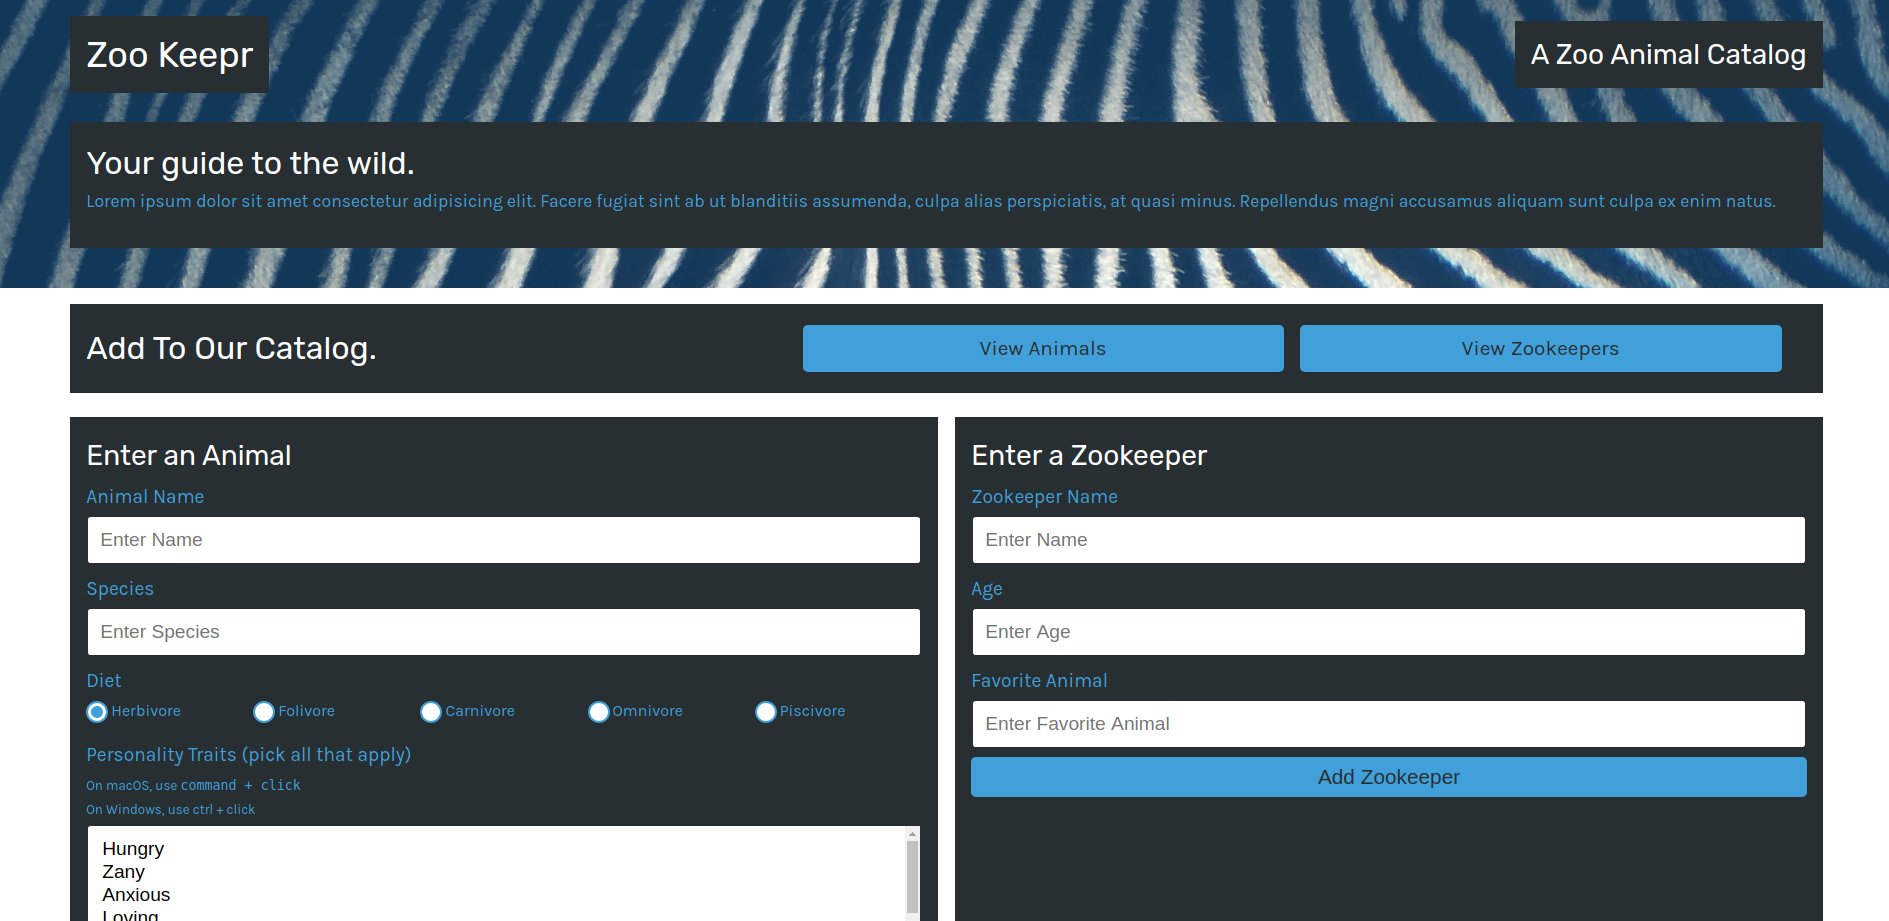 Zoo Keepr
A Zoo Animal Catalog
Your guide to the wild.
Lorem ipsum dolor sit amet consectetur adipisicing elit. Facere fugiat sint ab ut blanditiis assumenda, culpa alias perspiciatis, at quasi minus. Repellendus magni accusamus aliquam sunt culpa ex enim natus.
Add To Our Catalog.
View Animals
View Zookeepers
Enter an Animal
Animal Name
Enter Name
Species
Enter Species
Diet
Herbivore Folivore Carnivore Omnivore Piscivore
Personality Traits (pick all that apply)
On macOS, use command + click
On Windows, use ctrl + click
Hungry
Zany
Anxious
Loving
Enter a Zookeeper
Zookeeper Name
Enter Name
Age
Enter Age
Favorite Animal
Enter Favorite Animal
Add Zookeeper